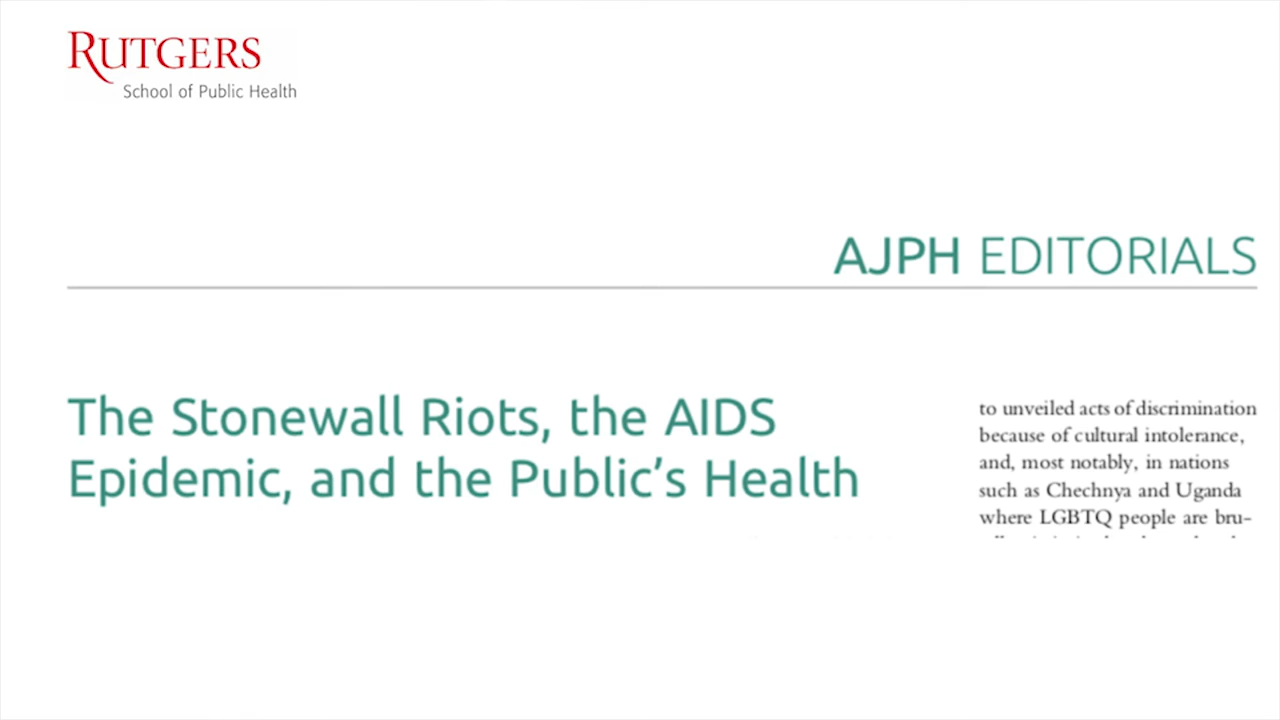 RUTGERS
School of Public Health
AJPH EDITORIALS
The Stonewall Riots, the AIDS
Epidemic, and the Public’s Health
to unveiled acts of discrimination
because of cultural intolerance,
and, most notably, in nations
such as Chechnya and Uganda
where LGBTQ people are bru-